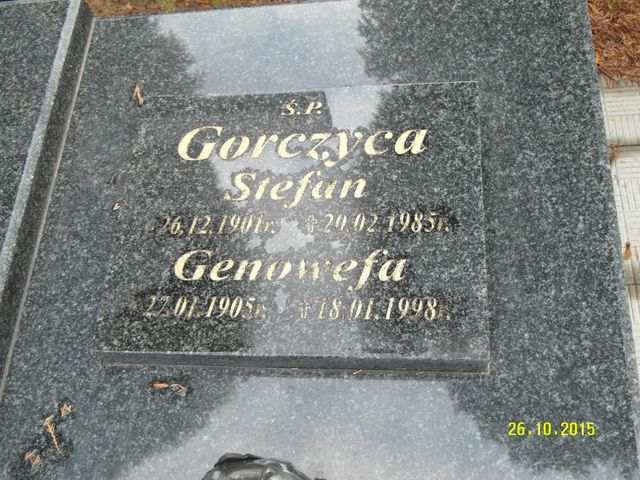 Ś.P.
Gorczyca
Stefan
* 26.12.1901r. ✝ 20.02.1985r.
Genowefa
* 27.01.1905r. ✝ 18.01.1998r.
26.10.2015